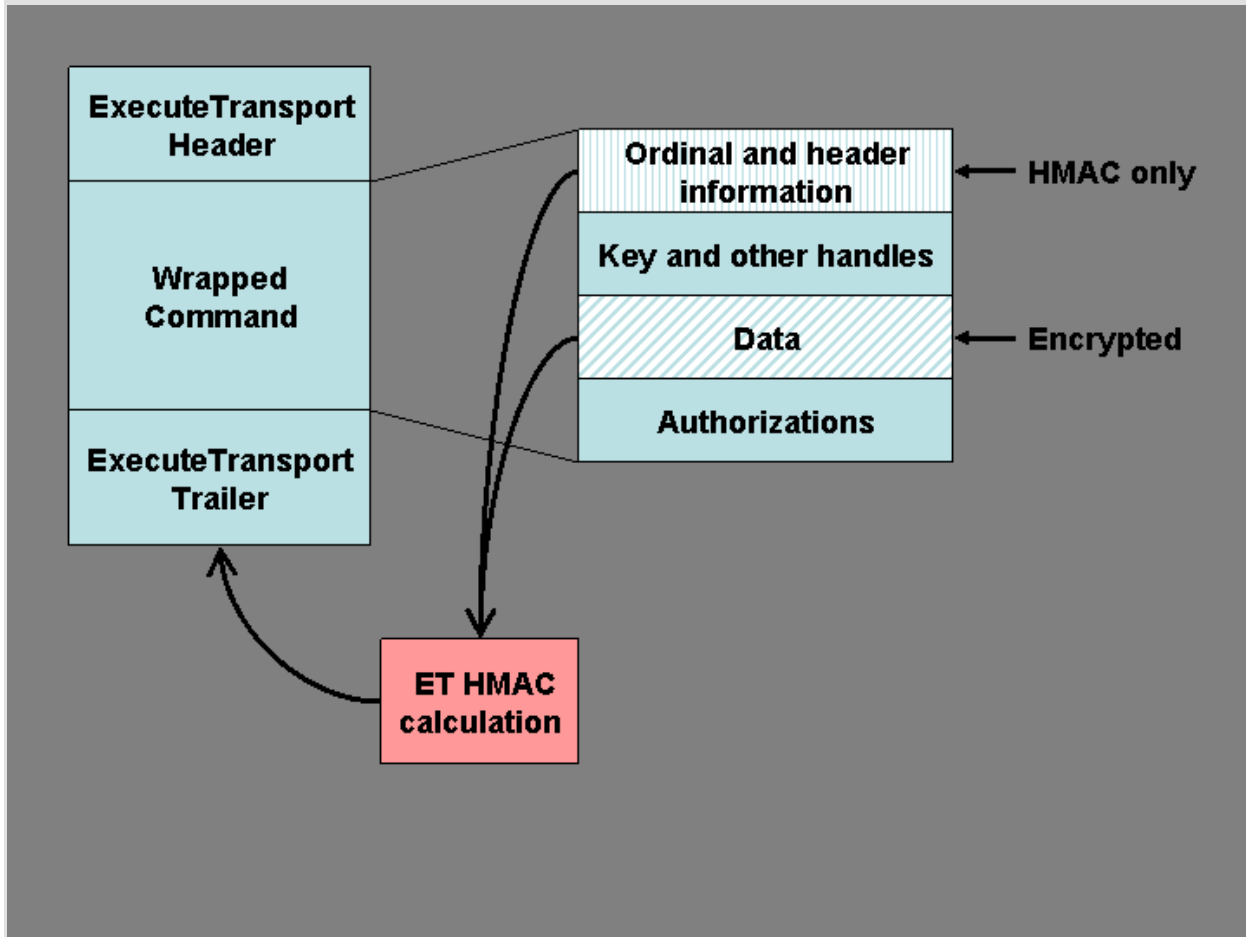 ExecuteTransport
Header
Wrapped
Command
ExecuteTransport
Trailer
Ordinal and header
information
Key and other handles
Data
Authorizations
HMAC only
Encrypted
ET HMAC
calculation